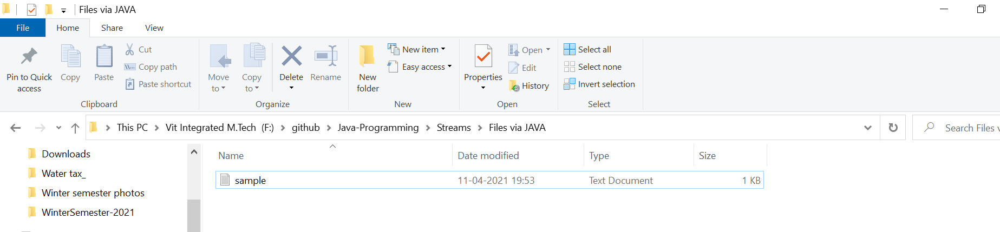 Files via JAVA
File Home Share View
Pin to Quick access
Copy
Paste
Cut
Copy path
Paste shortcut
Clipboard
Move to
Copy to
Delete
Rename
Organize
New folder
New item
Easy access
New
Properties
Open
Edit
History
Open
Select all
Select none
Invert selection
Select
This PC > Vit Integrated M.Tech (F:) > github > Java-Programming > Streams > Files via JAVA
Search Files v
Downloads
Water tax_
Winter semester photos
WinterSemester-2021
Name Date modified Type Size
sample 11-04-2021 19:53 Text Document 1 KB